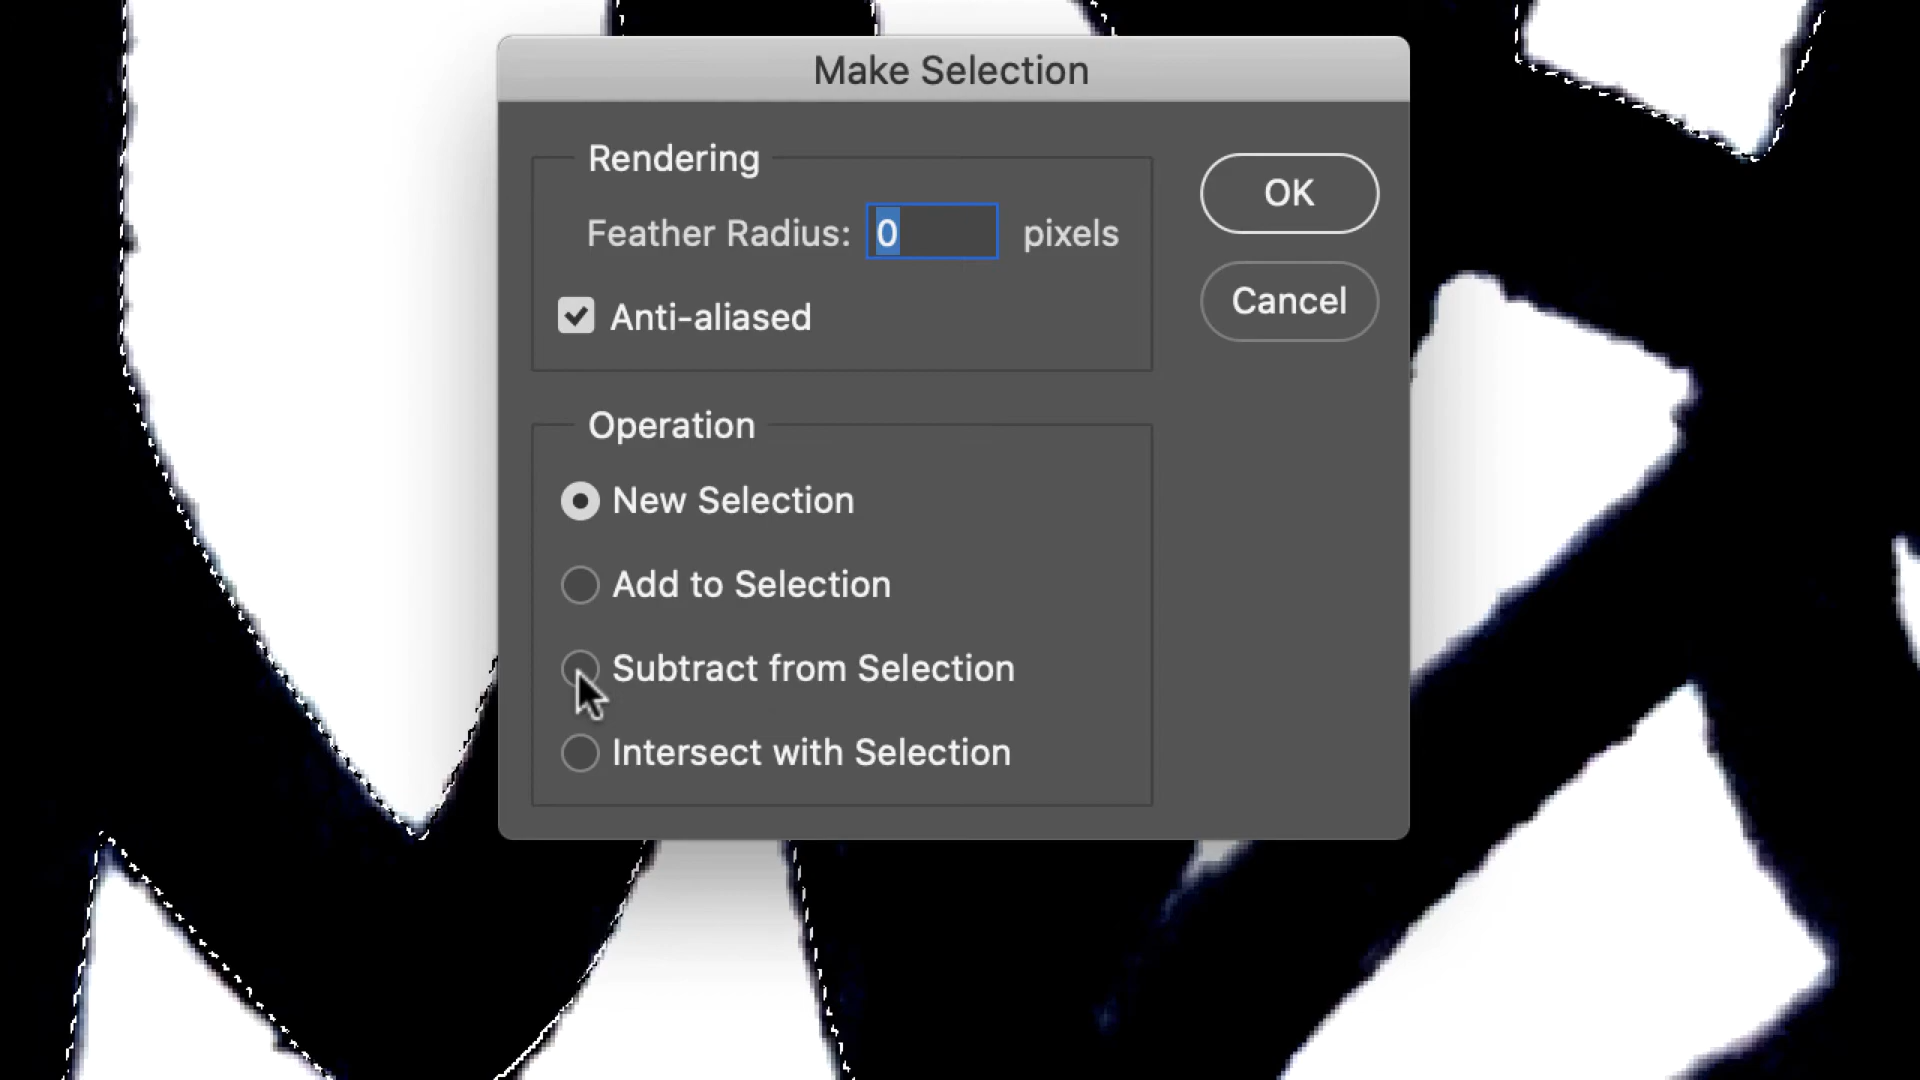 Make Selection
Rendering
Feather Radius: 0 pixels
Anti-aliased
OK
Cancel
Operation
New Selection
Add to Selection
Subtract from Selection
Intersect with Selection